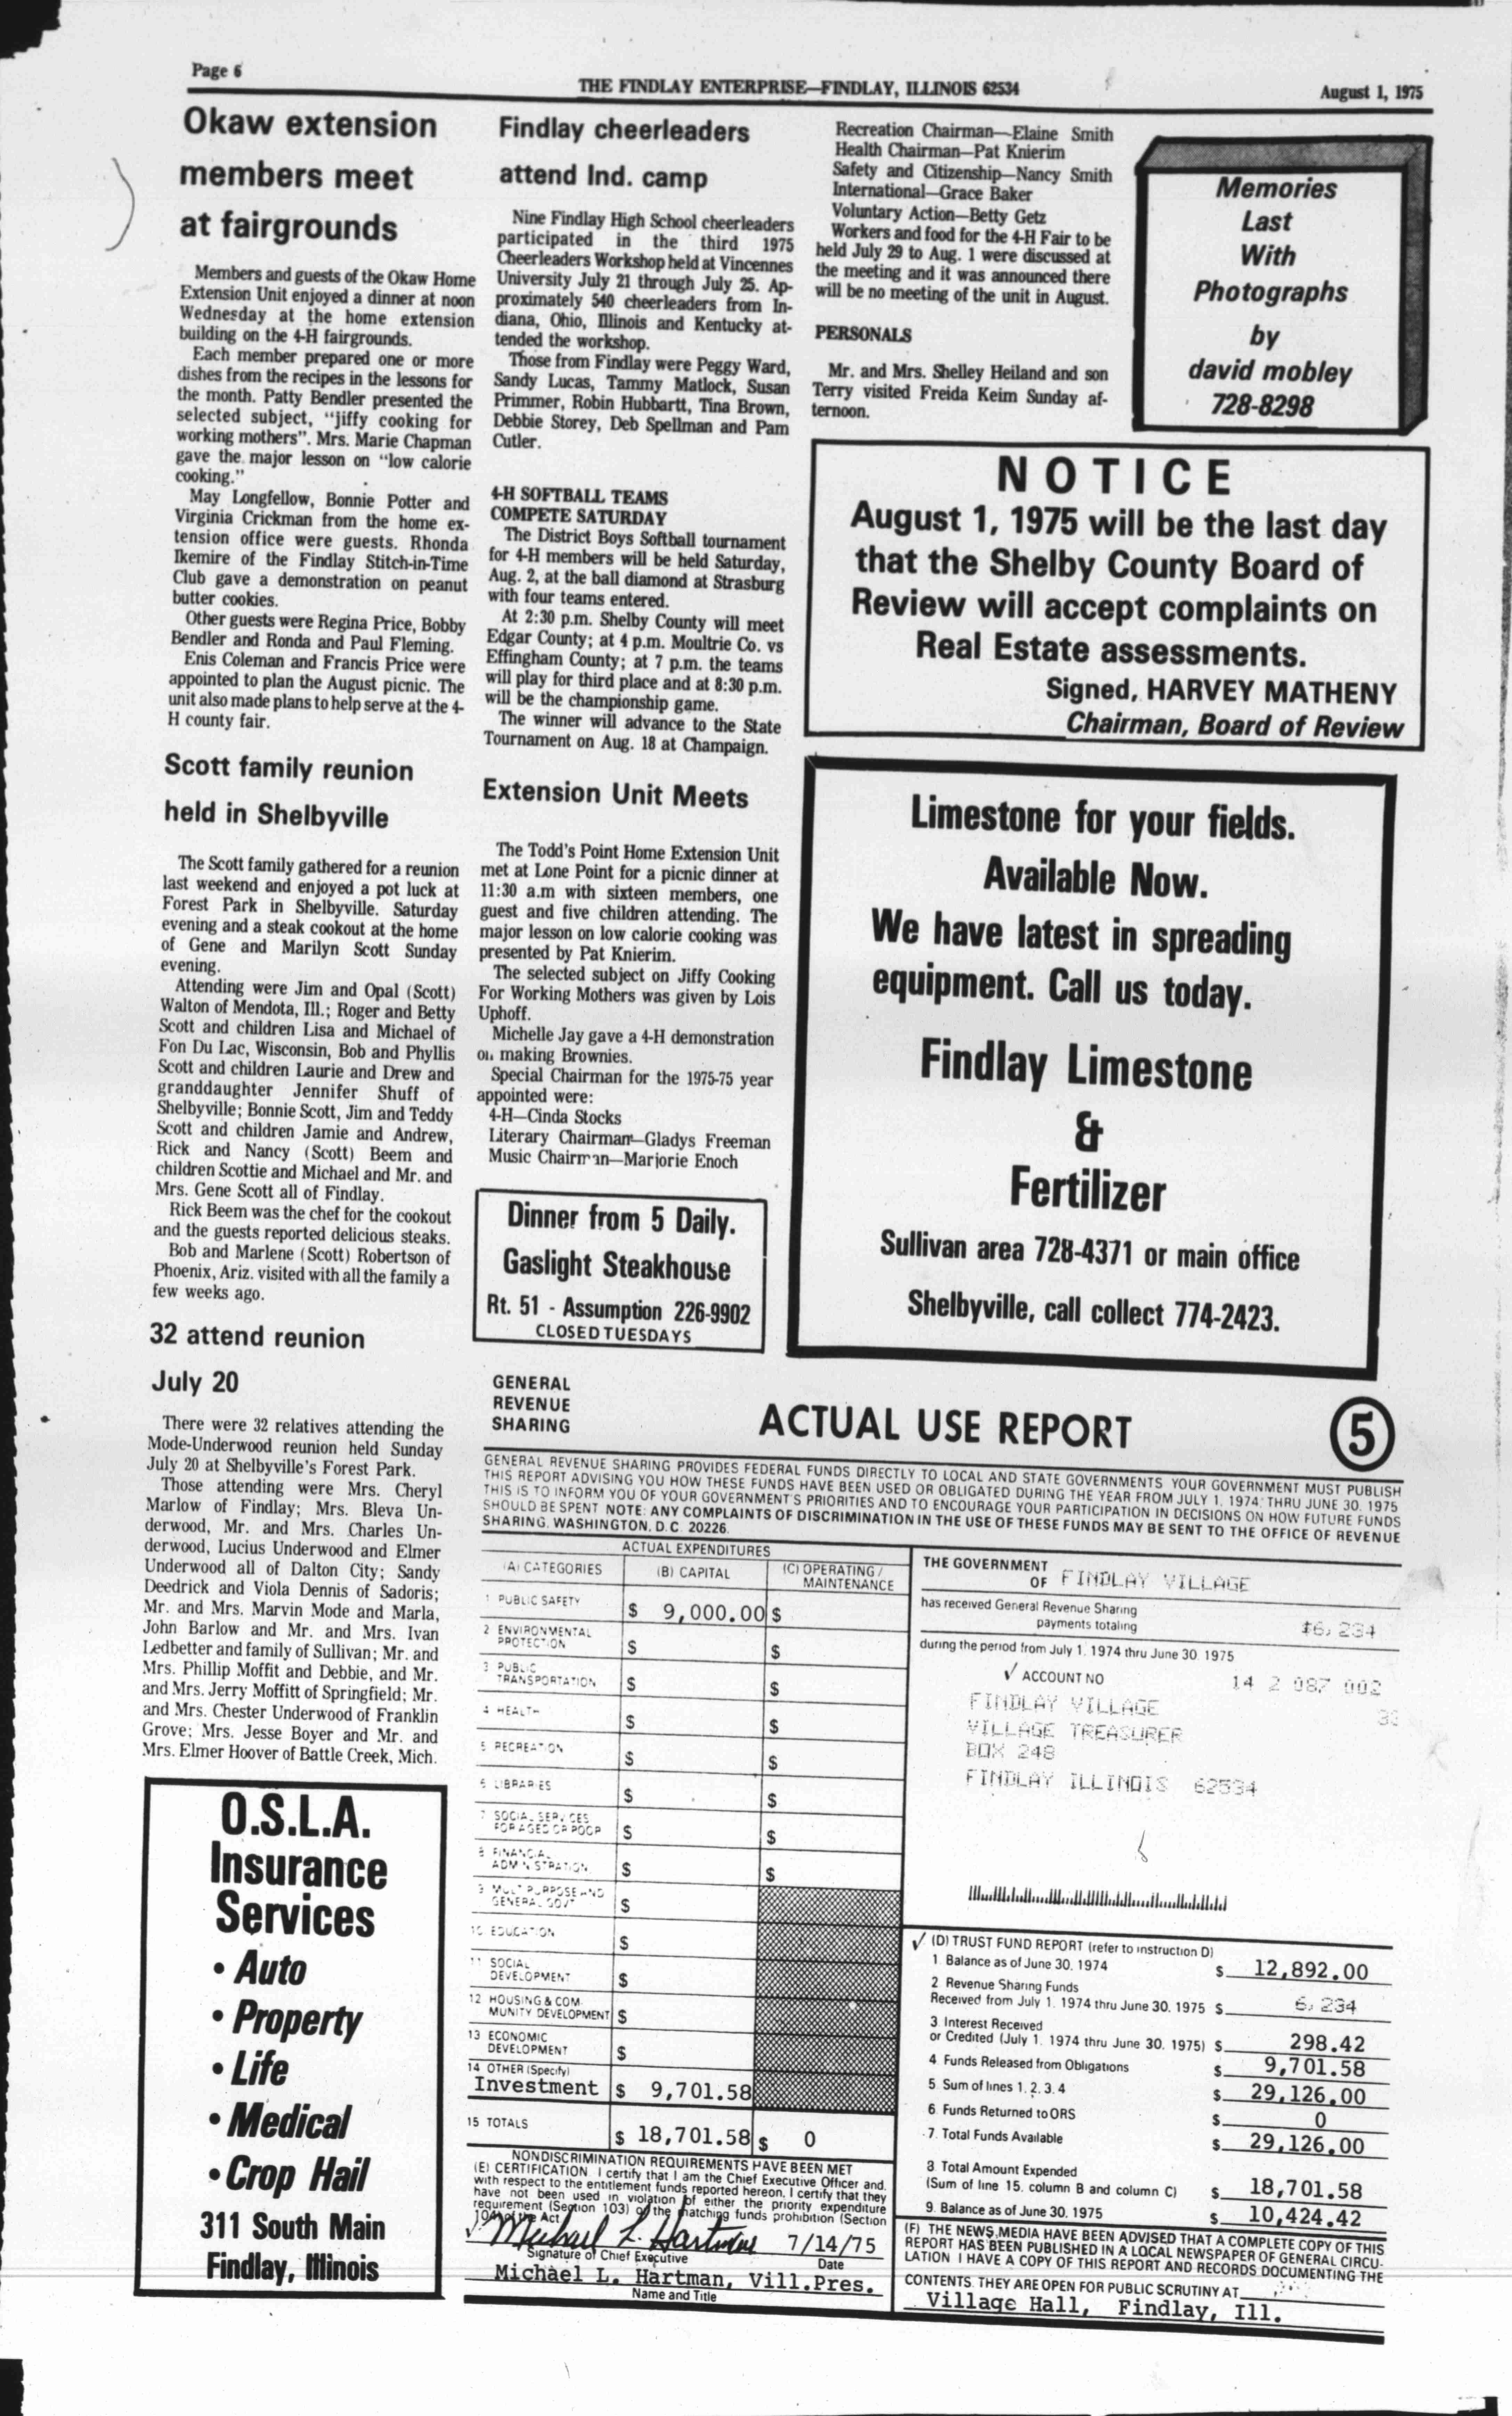 Page 6
THE FINDLAY ENTERPRISE—FINDLAY, ILLINOIS 62534
August 1, 1975
Okaw extension
members meet
at fairgrounds
Members and guests of the Okaw Home
Extension Unit enjoyed a dinner at noon
Wednesday at the home extension
building on the 4-H fairgrounds.
Each member prepared one or more
dishes from the recipes in the lessons for
the month. Patty Bendler presented the
selected subject, "jiffy cooking for
working mothers". Mrs. Marie Chapman
gave the major lesson on "low calorie
cooking."
May Longfellow, Bonnie Potter and
Virginia Crickman from the home ex-
tension office were guests. Rhonda
Ikemire of the Findlay Stitch-in-Time
Club gave a demonstration on peanut
butter cookies.
Other guests were Regina Price, Bobby
Bendler and Ronda and Paul Fleming.
Enis Coleman and Francis Price were
appointed to plan the August picnic. The
unit also made plans to help serve at the 4-
H county fair.
Scott family reunion
held in Shelbyville
The Scott family gathered for a reunion
last weekend and enjoyed a pot luck at
Forest Park in Shelbyville. Saturday
evening and a steak cookout at the home
of Gene and Marilyn Scott Sunday
evening.
Attending were Jim and Opal (Scott)
Walton of Mendota, Ill.; Roger and Betty
Scott and children Lisa and Michael of
Fon Du Lac, Wisconsin, Bob and Phyllis
Scott and children Laurie and Drew and
granddaughter Jennifer Shuff of
Shelbyville; Bonnie Scott, Jim and Teddy
Scott and children Jamie and Andrew,
Rick and Nancy (Scott) Beem and
children Scottie and Michael and Mr. and
Mrs. Gene Scott all of Findlay.
Rick Beem was the chef for the cookout
and the guests reported delicious steaks.
Bob and Marlene (Scott) Robertson of
Phoenix, Ariz. visited with all the family a
few weeks ago.
32 attend reunion
July 20
There were 32 relatives attending the
Mode-Underwood reunion held Sunday
July 20 at Shelbyville's Forest Park.
Those attending were Mrs. Cheryl
Marlow of Findlay; Mrs. Bleva Un-
derwood, Mr. and Mrs. Charles Un-
derwood, Lucius Underwood and Elmer
Underwood all of Dalton City; Sandy
Deedrick and Viola Dennis of Sadoris;
Mr. and Mrs. Marvin Mode and Marla,
John Barlow and Mr. and Mrs. Ivan
Ledbetter and family of Sullivan; Mr. and
Mrs. Phillip Moffit and Debbie, and Mr.
and Mrs. Jerry Moffitt of Springfield; Mr.
and Mrs. Chester Underwood of Franklin
Grove; Mrs. Jesse Boyer and Mr. and
Mrs. Elmer Hoover of Battle Creek, Mich.
O.S.L.A.
Insurance
Services
• Auto
• Property
• Life
• Medical
• Crop Hail
311 South Main
Findlay, Illinois
Findlay cheerleaders
attend Ind. camp
Nine Findlay High School cheerleaders
participated in the third 1975
Cheerleaders Workshop held at Vincennes
University July 21 through July 25. Ap-
proximately 540 cheerleaders from In-
diana, Ohio, Illinois and Kentucky at-
tended the workshop.
Those from Findlay were Peggy Ward,
Sandy Lucas, Tammy Matlock, Susan
Primmer, Robin Hubbartt, Tina Brown,
Debbie Storey, Deb Spellman and Pam
Cutler.
4-H SOFTBALL TEAMS
COMPETE SATURDAY
The District Boys Softball tournament
for 4-H members will be held Saturday,
Aug. 2, at the ball diamond at Strasburg
with four teams entered.
At 2:30 p.m. Shelby County will meet
Edgar County; at 4 p.m. Moultrie Co. vs
Effingham County; at 7 p.m. the teams
will play for third place and at 8:30 p.m.
will be the championship game.
The winner will advance to the State
Tournament on Aug. 18 at Champaign.
Extension Unit Meets
The Todd's Point Home Extension Unit
met at Lone Point for a picnic dinner at
11:30 a.m with sixteen members, one
guest and five children attending. The
major lesson on low calorie cooking was
presented by Pat Knierim.
The selected subject on Jiffy Cooking
For Working Mothers was given by Lois
Uphoff.
Michelle Jay gave a 4-H demonstration
on making Brownies.
Special Chairman for the 1975-75 year
appointed were:
4-H—Cinda Stocks
Literary Chairman—Gladys Freeman
Music Chairman—Marjorie Enoch
Dinner from 5 Daily.
Gaslight Steakhouse
Rt. 51 - Assumption 226-9902
CLOSED TUESDAYS
Recreation Chairman—Elaine Smith
Health Chairman—Pat Knierim
Safety and Citizenship—Nancy Smith
International—Grace Baker
Voluntary Action—Betty Getz
Workers and food for the 4-H Fair to be
held July 29 to Aug. 1 were discussed at
the meeting and it was announced there
will be no meeting of the unit in August.
PERSONALS
Mr. and Mrs. Shelley Heiland and son
Terry visited Freida Keim Sunday af-
ternoon.
Memories
Last
With
Photographs
by
david mobley
728-8298
NOTICE
August 1, 1975 will be the last day
that the Shelby County Board of
Review will accept complaints on
Real Estate assessments.
Signed, HARVEY MATHENY
Chairman, Board of Review
Limestone for your fields.
Available Now.
We have latest in spreading
equipment. Call us today.
Findlay Limestone
&
Fertilizer
Sullivan area 728-4371 or main office
Shelbyville, call collect 774-2423.
GENERAL
REVENUE
SHARING
ACTUAL USE REPORT
5
GENERAL REVENUE SHARING PROVIDES FEDERAL FUNDS DIRECTLY TO LOCAL AND STATE GOVERNMENTS YOUR GOVERNMENT MUST PUBLISH
THIS REPORT ADVISING YOU HOW THESE FUNDS HAVE BEEN USED OR OBLIGATED DURING THE YEAR FROM JULY 1, 1974, THRU JUNE 30, 1975
THIS IS TO INFORM YOU OF YOUR GOVERNMENT'S PRIORITIES AND TO ENCOURAGE YOUR PARTICIPATION IN DECISIONS ON HOW FUTURE FUNDS
SHOULD BE SPENT NOTE: ANY COMPLAINTS OF DISCRIMINATION IN THE USE OF THESE FUNDS MAY BE SENT TO THE OFFICE OF REVENUE
SHARING, WASHINGTON, D.C. 20226.
ACTUAL EXPENDITURES
(A) CATEGORIES (B) CAPITAL (C) OPERATING / MAINTENANCE
1 PUBLIC SAFETY $ 9,000.00 $
2 ENVIRONMENTAL PROTECTION $ $
3 PUBLIC TRANSPORTATION $ $
4 HEALTH $ $
5 RECREATION $ $
6 LIBRARIES $ $
7 SOCIAL SERVICES FOR AGED OR POOR $ $
8 FINANCIAL ADMINISTRATION $ $
9 MULTIPURPOSE AND GENERAL GOVT $
10 EDUCATION $
11 SOCIAL DEVELOPMENT $
12 HOUSING & COM- MUNITY DEVELOPMENT $
13 ECONOMIC DEVELOPMENT $
14 OTHER (Specify)
Investment $ 9,701.58
15 TOTALS $ 18,701.58 $ 0
NONDISCRIMINATION REQUIREMENTS HAVE BEEN MET
(E) CERTIFICATION I certify that I am the Chief Executive Officer and,
with respect to the entitlement funds reported hereon, I certify that they
have not been used in violation of either the priority expenditure
requirement (Section 103) of the matching funds prohibition (Section
104) of the Act
Michael L. Hartman 7/14/75
Signature of Chief Executive Date
Michael L. Hartman, Vill.Pres.
Name and Title
THE GOVERNMENT
OF FINDLAY VILLAGE
has received General Revenue Sharing
payments totaling $6,234
during the period from July 1, 1974 thru June 30, 1975
√ ACCOUNT NO 14 2 087 002
FINDLAY VILLAGE
VILLAGE TREASURER
BOX 248
FINDLAY ILLINOIS 62534
√ (D) TRUST FUND REPORT (refer to instruction D)
1. Balance as of June 30, 1974 $ 12,892.00
2 Revenue Sharing Funds
Received from July 1, 1974 thru June 30, 1975 $ 6,234
3. Interest Received
or Credited (July 1, 1974 thru June 30, 1975) $ 298.42
4 Funds Released from Obligations $ 9,701.58
5 Sum of lines 1, 2, 3, 4 $ 29,126.00
6 Funds Returned to ORS $ 0
7. Total Funds Available $ 29,126.00
8. Total Amount Expended
(Sum of line 15, column B and column C) $ 18,701.58
9. Balance as of June 30, 1975 $ 10,424.42
(F) THE NEWS MEDIA HAVE BEEN ADVISED THAT A COMPLETE COPY OF THIS
REPORT HAS BEEN PUBLISHED IN A LOCAL NEWSPAPER OF GENERAL CIRCU-
LATION I HAVE A COPY OF THIS REPORT AND RECORDS DOCUMENTING THE
CONTENTS. THEY ARE OPEN FOR PUBLIC SCRUTINY AT
Village Hall, Findlay, Ill.